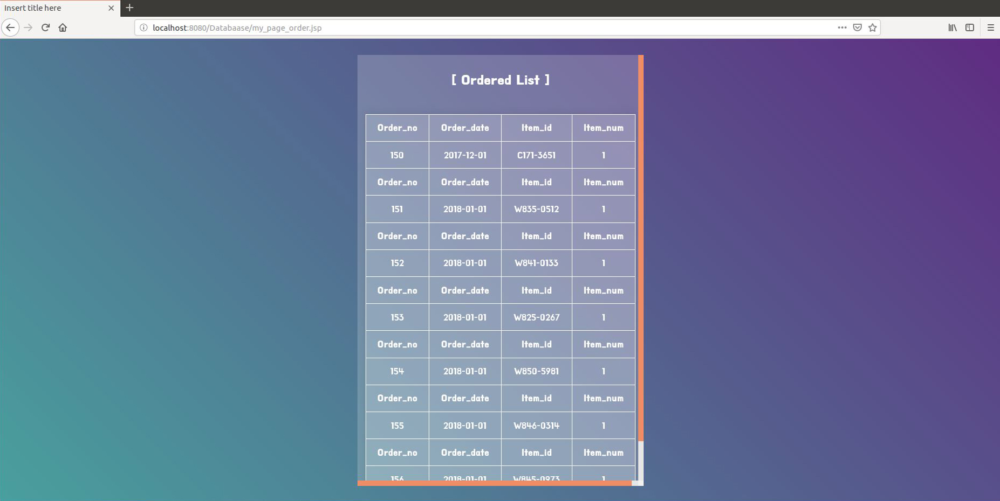 Insert title here
localhost:8080/Databaase/my_page_order.jsp
[ Ordered List ]
Order_no Order_date Item_id Item_num
150 2017-12-01 C171-3651 1
Order_no Order_date Item_id Item_num
151 2018-01-01 W835-0512 1
Order_no Order_date Item_id Item_num
152 2018-01-01 W841-0133 1
Order_no Order_date Item_id Item_num
153 2018-01-01 W825-0267 1
Order_no Order_date Item_id Item_num
154 2018-01-01 W850-5981 1
Order_no Order_date Item_id Item_num
155 2018-01-01 W846-0314 1
Order_no Order_date Item_id Item_num
156 2018-01-01 W845-0973 1